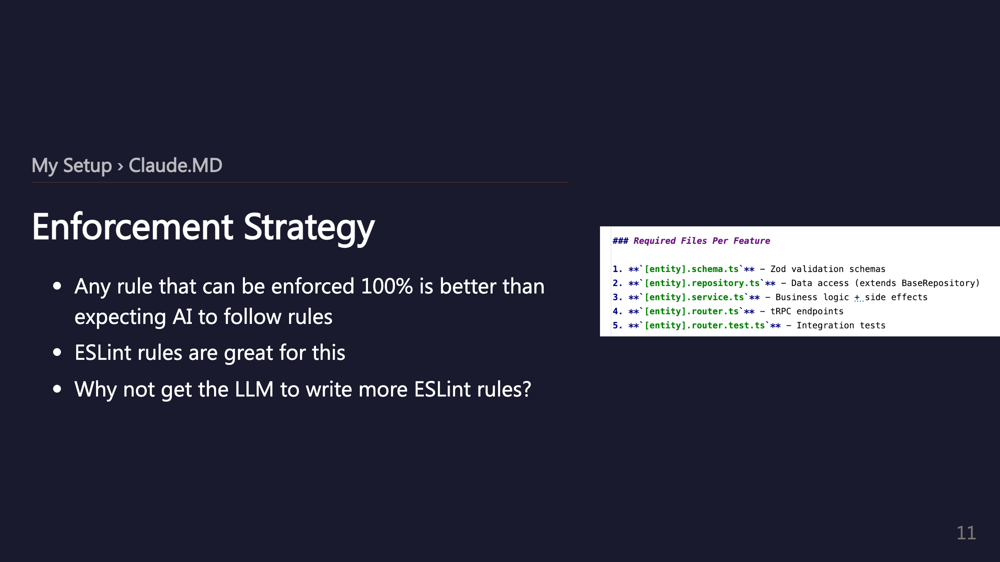 My Setup › Claude.MD
Enforcement Strategy
• Any rule that can be enforced 100% is better than
expecting AI to follow rules
• ESLint rules are great for this
• Why not get the LLM to write more ESLint rules?
### Required Files Per Feature
1. **`[entity].schema.ts`** – Zod validation schemas
2. **`[entity].repository.ts`** – Data access (extends BaseRepository)
3. **`[entity].service.ts`** – Business logic + side effects
4. **`[entity].router.ts`** – tRPC endpoints
5. **`[entity].router.test.ts`** – Integration tests
11